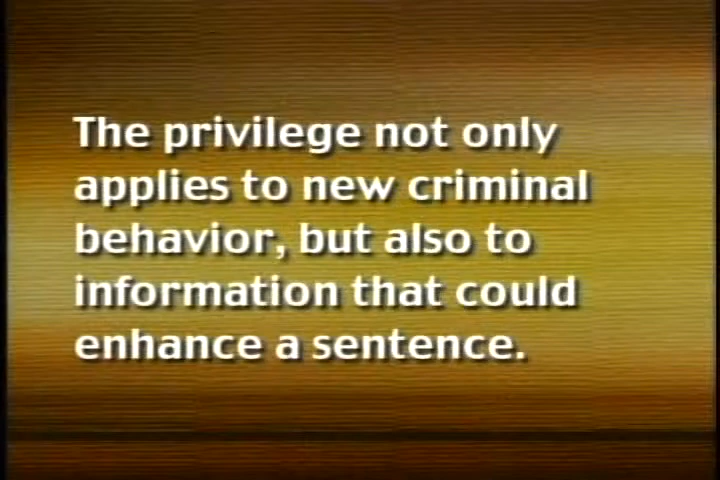 The privilege not only
applies to new criminal
behavior, but also to
information that could
enhance a sentence.